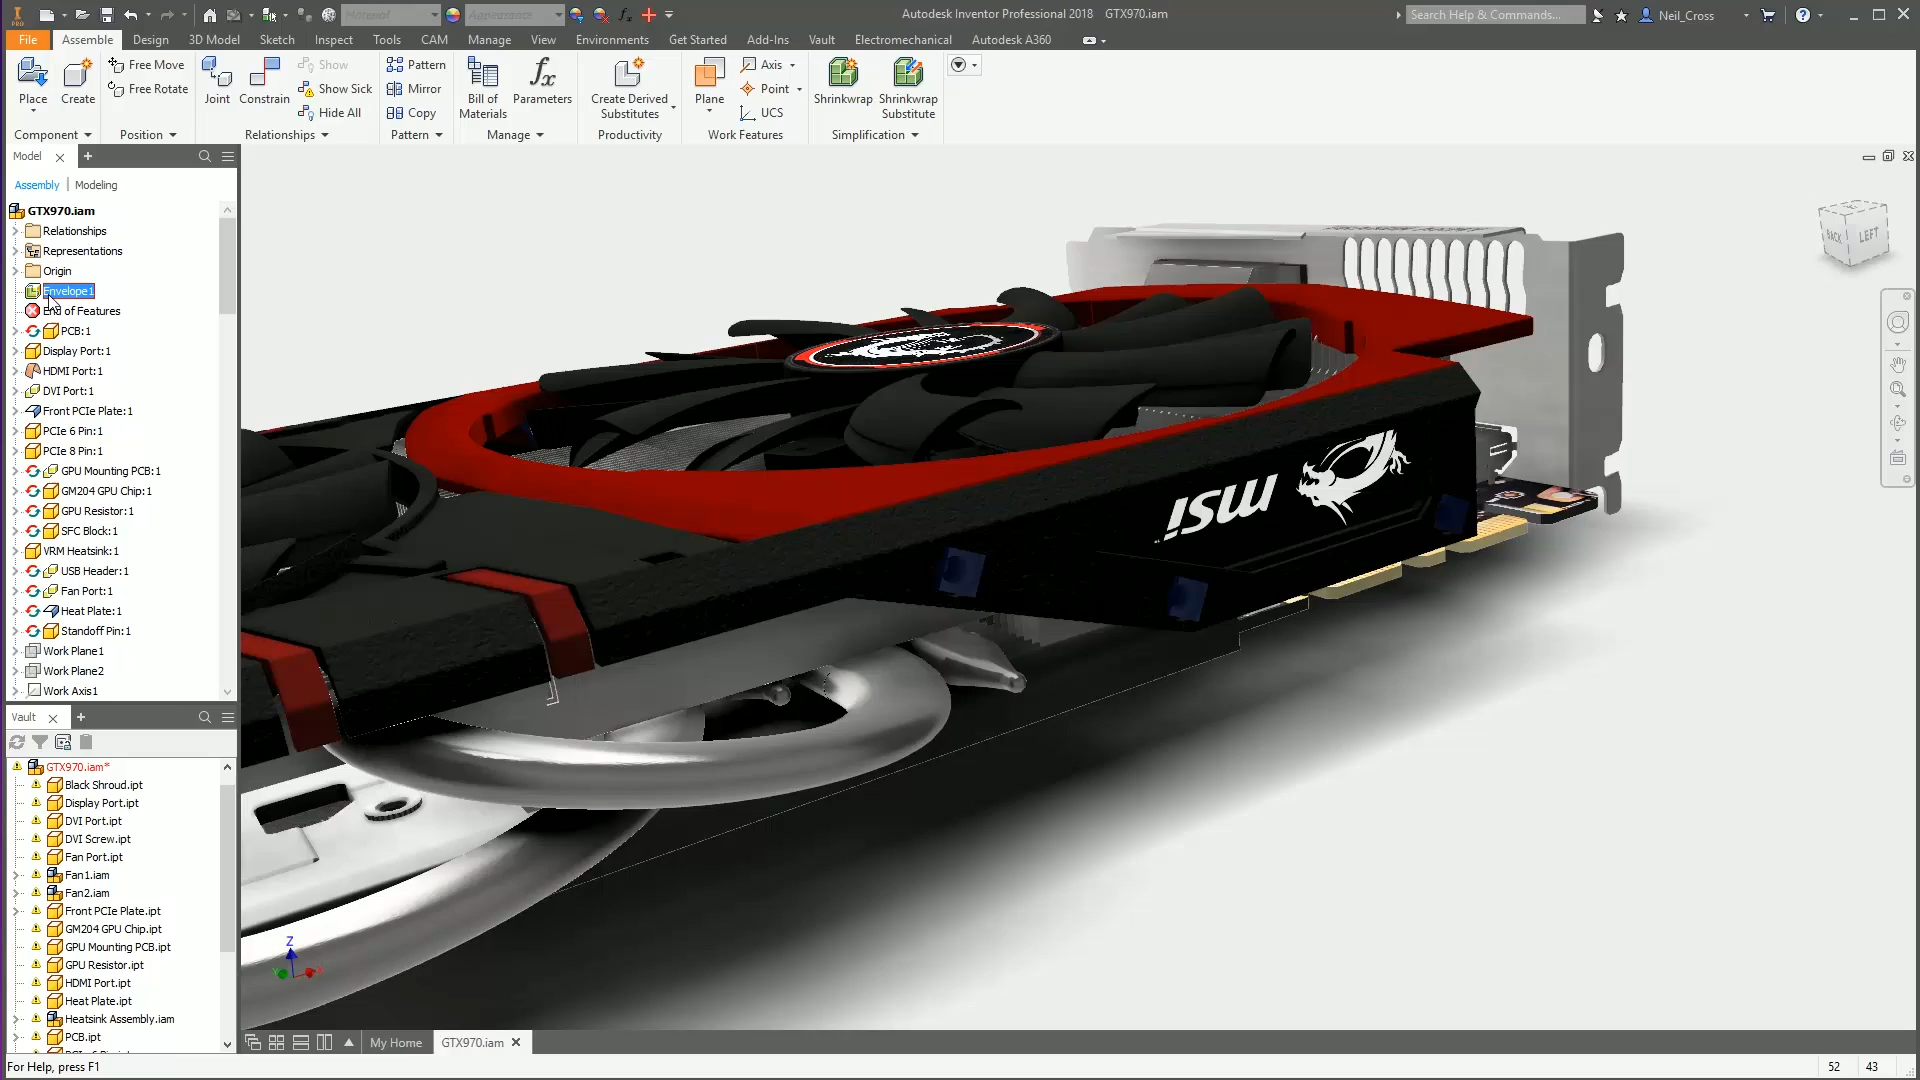 Material
Appearance
Autodesk Inventor Professional 2018 GTX970.iam
Search Help & Commands...
Neil_Cross
File
Assemble
Design
3D Model
Sketch
Inspect
Tools
CAM
Manage
View
Environments
Get Started
Add-Ins
Vault
Electromechanical
Autodesk A360
Place
Create
Free Move
Free Rotate
Joint
Constrain
Show
Show Sick
Hide All
Pattern
Mirror
Copy
Bill of
Materials
Parameters
Create Derived
Substitutes
Plane
Axis
Point
UCS
Shrinkwrap
Shrinkwrap
Substitute
Component
Position
Relationships
Pattern
Manage
Productivity
Work Features
Simplification
Model
Assembly | Modeling
GTX970.iam
Relationships
Representations
Origin
Envelope1
End of Features
PCB:1
Display Port:1
HDMI Port:1
DVI Port:1
Front PCIe Plate:1
PCIe 6 Pin:1
PCIe 8 Pin:1
GPU Mounting PCB:1
GM204 GPU Chip:1
GPU Resistor:1
SFC Block:1
VRM Heatsink:1
USB Header:1
Fan Port:1
Heat Plate:1
Standoff Pin:1
Work Plane1
Work Plane2
Work Axis1
Vault
GTX970.iam*
Black Shroud.ipt
Display Port.ipt
DVI Port.ipt
DVI Screw.ipt
Fan Port.ipt
Fan1.iam
Fan2.iam
Front PCIe Plate.ipt
GM204 GPU Chip.ipt
GPU Mounting PCB.ipt
GPU Resistor.ipt
HDMI Port.ipt
Heat Plate.ipt
Heatsink Assembly.iam
PCB.ipt
BACK
LEFT
msi
Z
My Home
GTX970.iam
For Help, press F1
52
43